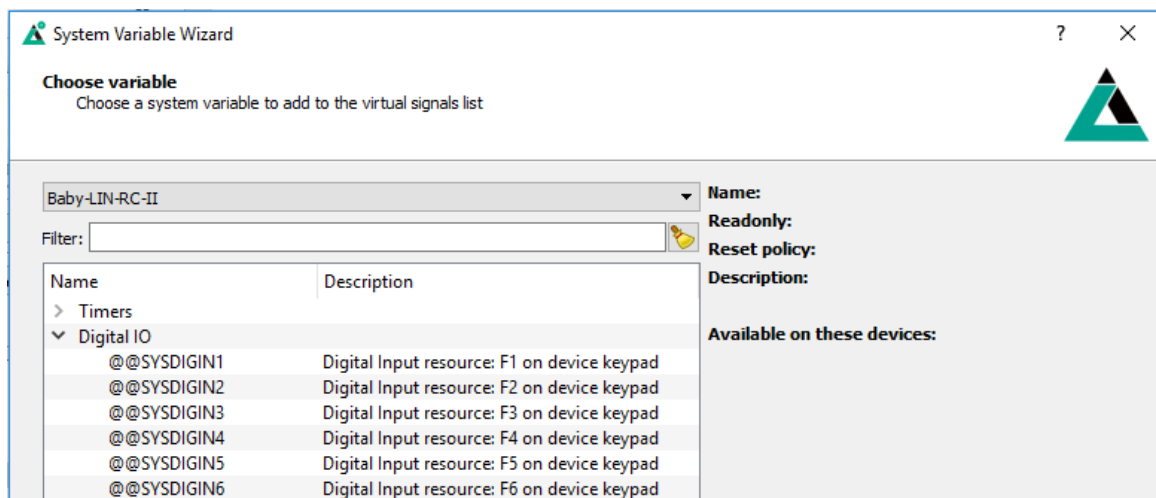 System Variable Wizard
?
Choose variable
Choose a system variable to add to the virtual signals list
Baby-LIN-RC-II
Filter:
Name Description
Timers
Digital IO
@@SYSDIGIN1 Digital Input resource: F1 on device keypad
@@SYSDIGIN2 Digital Input resource: F2 on device keypad
@@SYSDIGIN3 Digital Input resource: F3 on device keypad
@@SYSDIGIN4 Digital Input resource: F4 on device keypad
@@SYSDIGIN5 Digital Input resource: F5 on device keypad
@@SYSDIGIN6 Digital Input resource: F6 on device keypad
Name:
Readonly:
Reset policy:
Description:
Available on these devices: